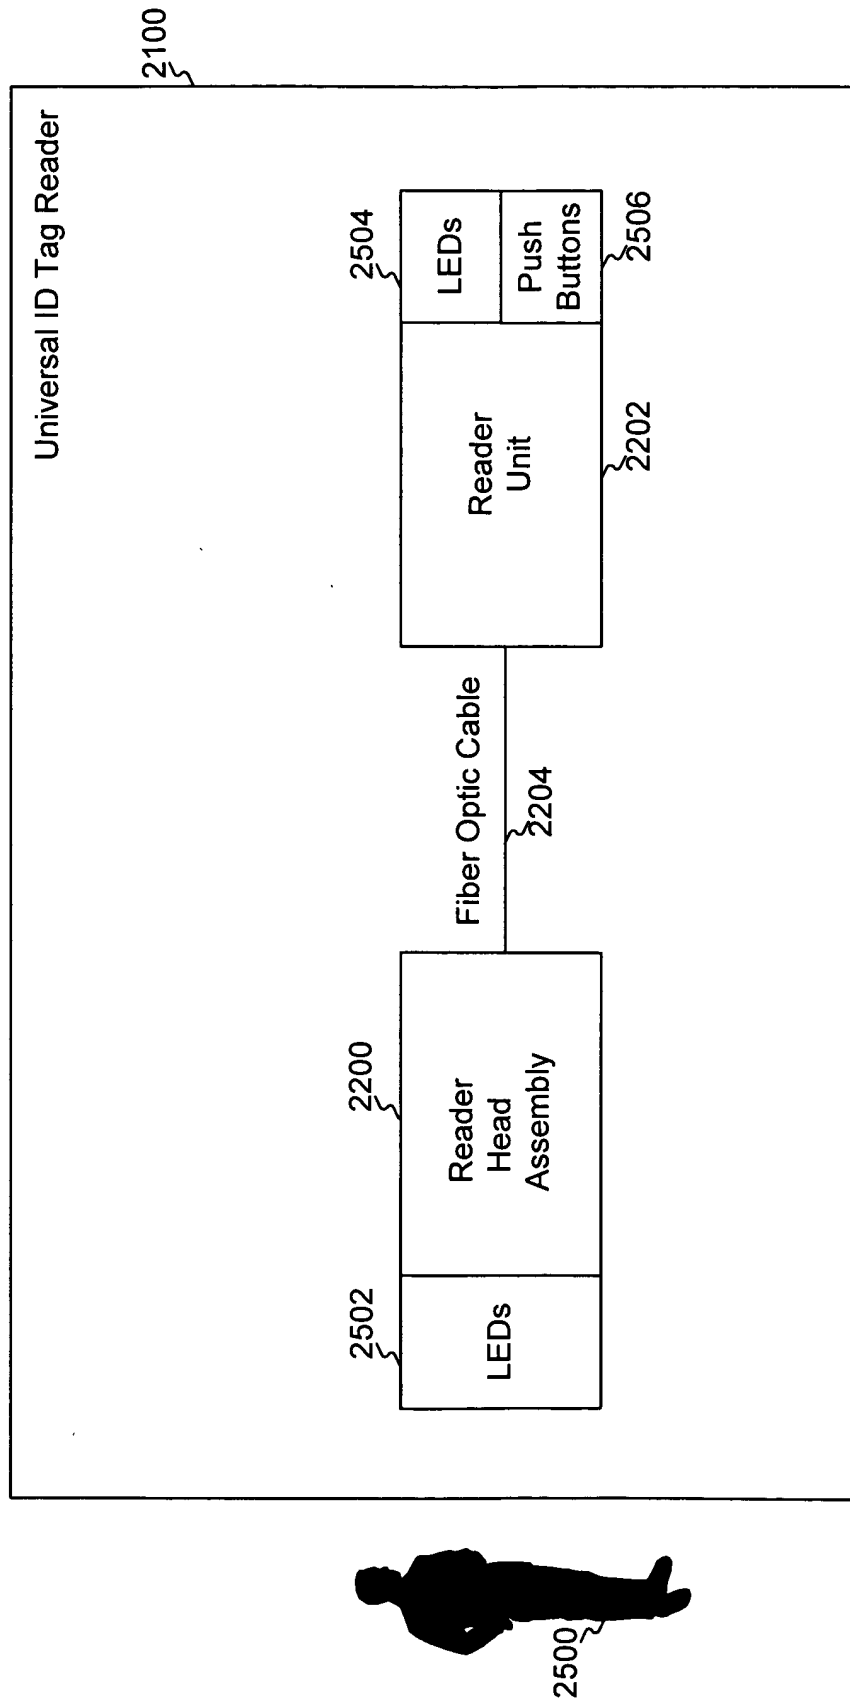 Universal ID Tag Reader
2100
2500
2502
LEDs
2200
Reader
Head
Assembly
Fiber Optic Cable
2204
Reader
Unit
2202
2504
LEDs
Push
Buttons
2506